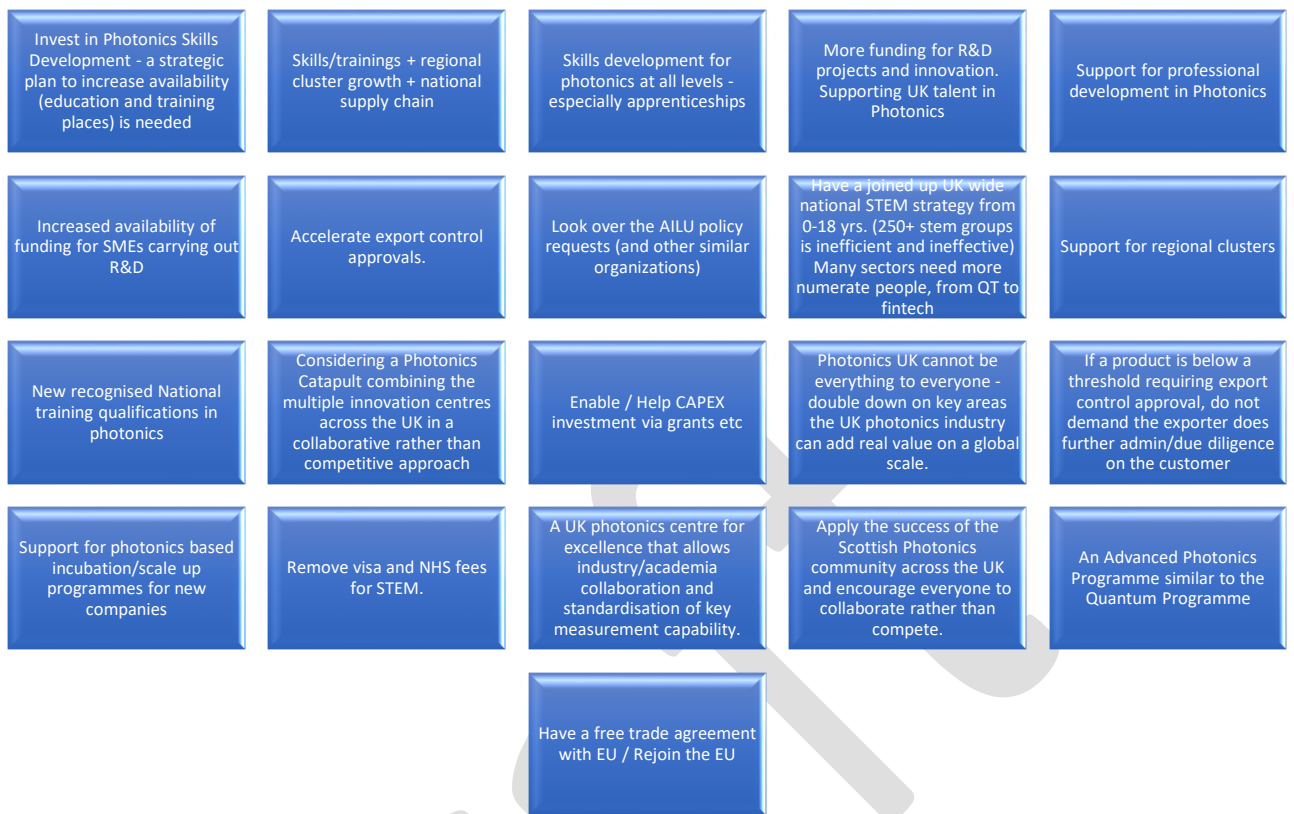 Invest in Photonics Skills
Development - a strategic
plan to increase availability
(education and training
places) is needed
Skills/trainings + regional
cluster growth + national
supply chain
Skills development for
photonics at all levels -
especially apprenticeships
More funding for R&D
projects and innovation.
Supporting UK talent in
Photonics
Support for professional
development in Photonics
Increased availability of
funding for SMEs carrying out
R&D
Accelerate export control
approvals.
Look over the AILU policy
requests (and other similar
organizations)
Have a joined up UK wide
national STEM strategy from
0-18 yrs. (250+ stem groups
is inefficient and ineffective)
Many sectors need more
numerate people, from QT to
fintech
Support for regional clusters
New recognised National
training qualifications in
photonics
Considering a Photonics
Catapult combining the
multiple innovation centres
across the UK in a
collaborative rather than
competitive approach
Enable / Help CAPEX
investment via grants etc
Photonics UK cannot be
everything to everyone -
double down on key areas
the UK photonics industry
can add real value on a global
scale.
If a product is below a
threshold requiring export
control approval, do not
demand the exporter does
further admin/due diligence
on the customer
Support for photonics based
incubation/scale up
programmes for new
companies
Remove visa and NHS fees
for STEM.
A UK photonics centre for
excellence that allows
industry/academia
collaboration and
standardisation of key
measurement capability.
Apply the success of the
Scottish Photonics
community across the UK
and encourage everyone to
collaborate rather than
compete.
An Advanced Photonics
Programme similar to the
Quantum Programme
Have a free trade agreement
with EU / Rejoin the EU